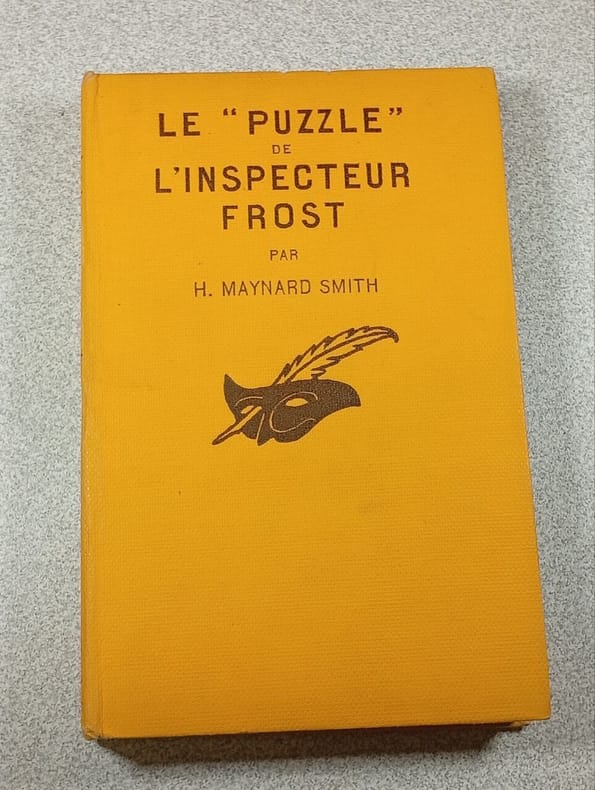 LE "PUZZLE"
DE
L'INSPECTEUR
FROST
PAR
H. MAYNARD SMITH